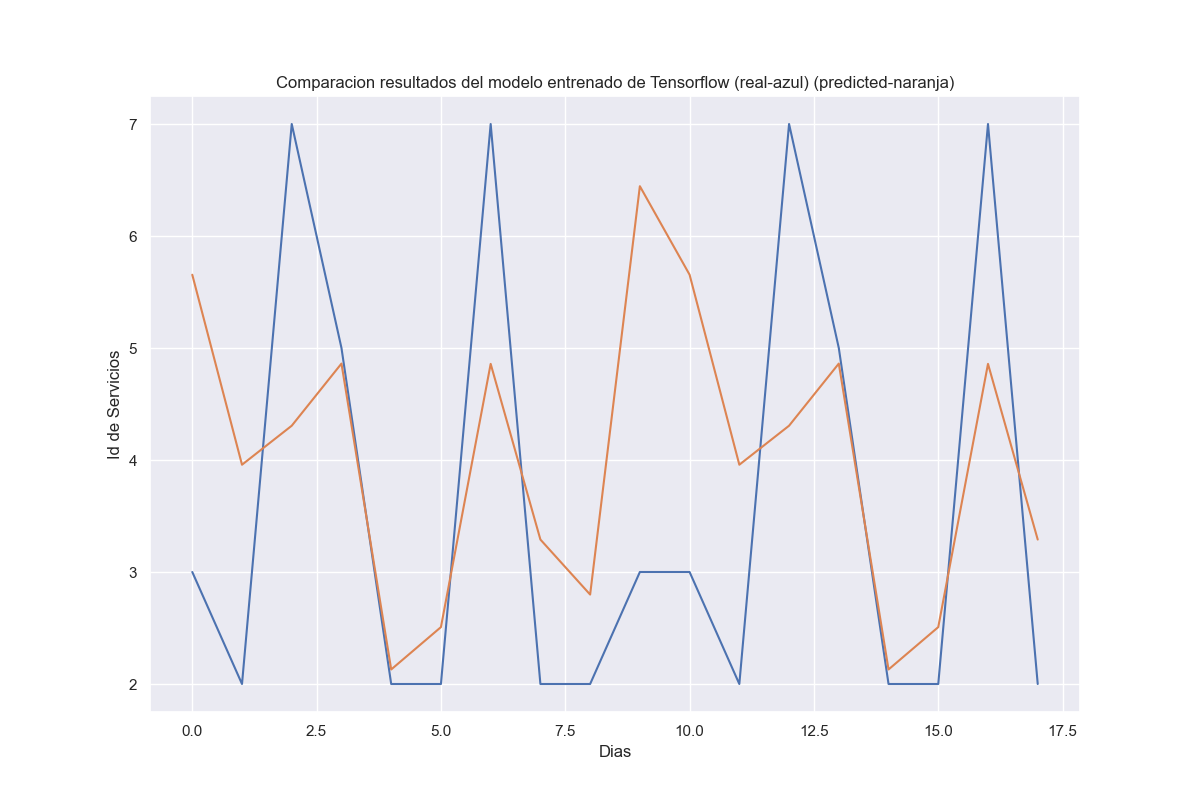 Comparacion resultados del modelo entrenado de Tensorflow (real-azul) (predicted-naranja)
7
6
5
4
3
2
Id de Servicios
0.0 2.5 5.0 7.5 10.0 12.5 15.0 17.5
Dias